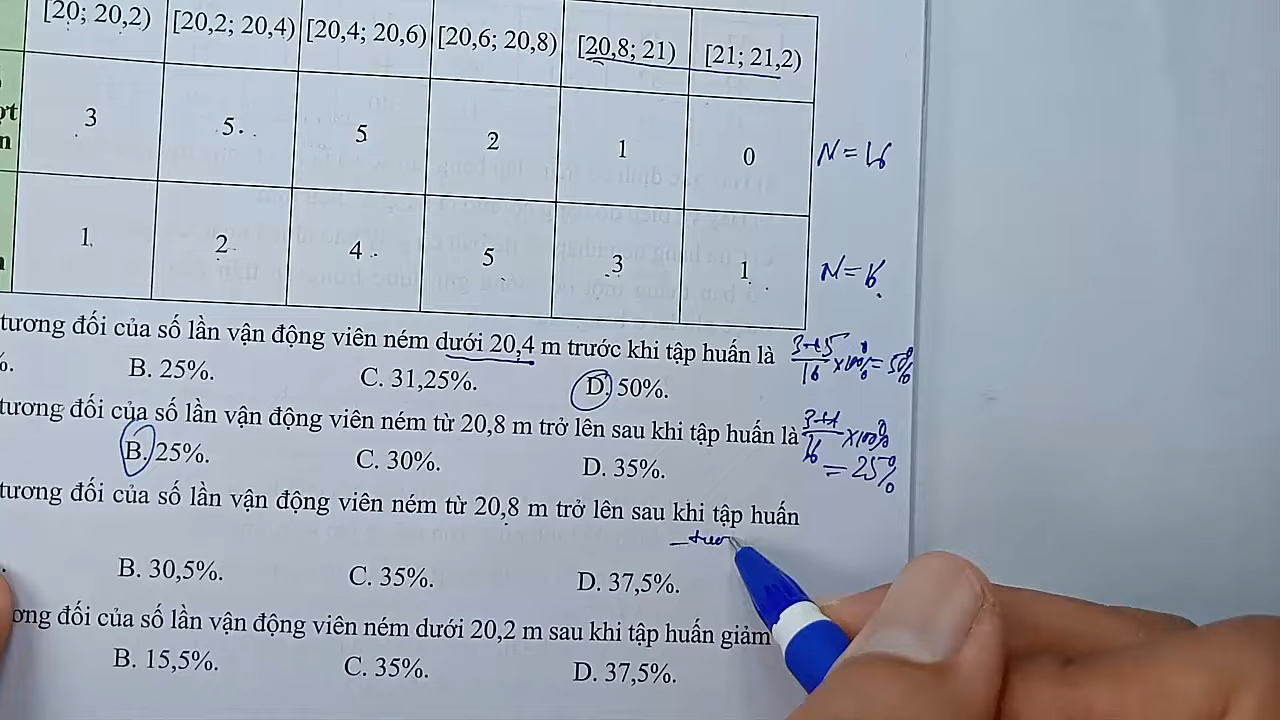 [20; 20,2) [20,2; 20,4) [20,4; 20,6) [20,6; 20,8) [20,8; 21) [21; 21,2)
3 5 5 2 1 0 N = 16
1 2 4 5 3 1 N = 16
tương đối của số lần vận động viên ném dưới 20,4 m trước khi tập huấn là 3+5/16 x100% = 50%
%. B. 25%. C. 31,25%. D. 50%.
tương đối của số lần vận động viên ném từ 20,8 m trở lên sau khi tập huấn là 3+1/16 x100%
B. 25%. C. 30%. D. 35%. = 25%
tương đối của số lần vận động viên ném từ 20,8 m trở lên sau khi tập huấn
B. 30,5%. C. 35%. D. 37,5%.
ơng đối của số lần vận động viên ném dưới 20,2 m sau khi tập huấn giảm
B. 15,5%. C. 35%. D. 37,5%.